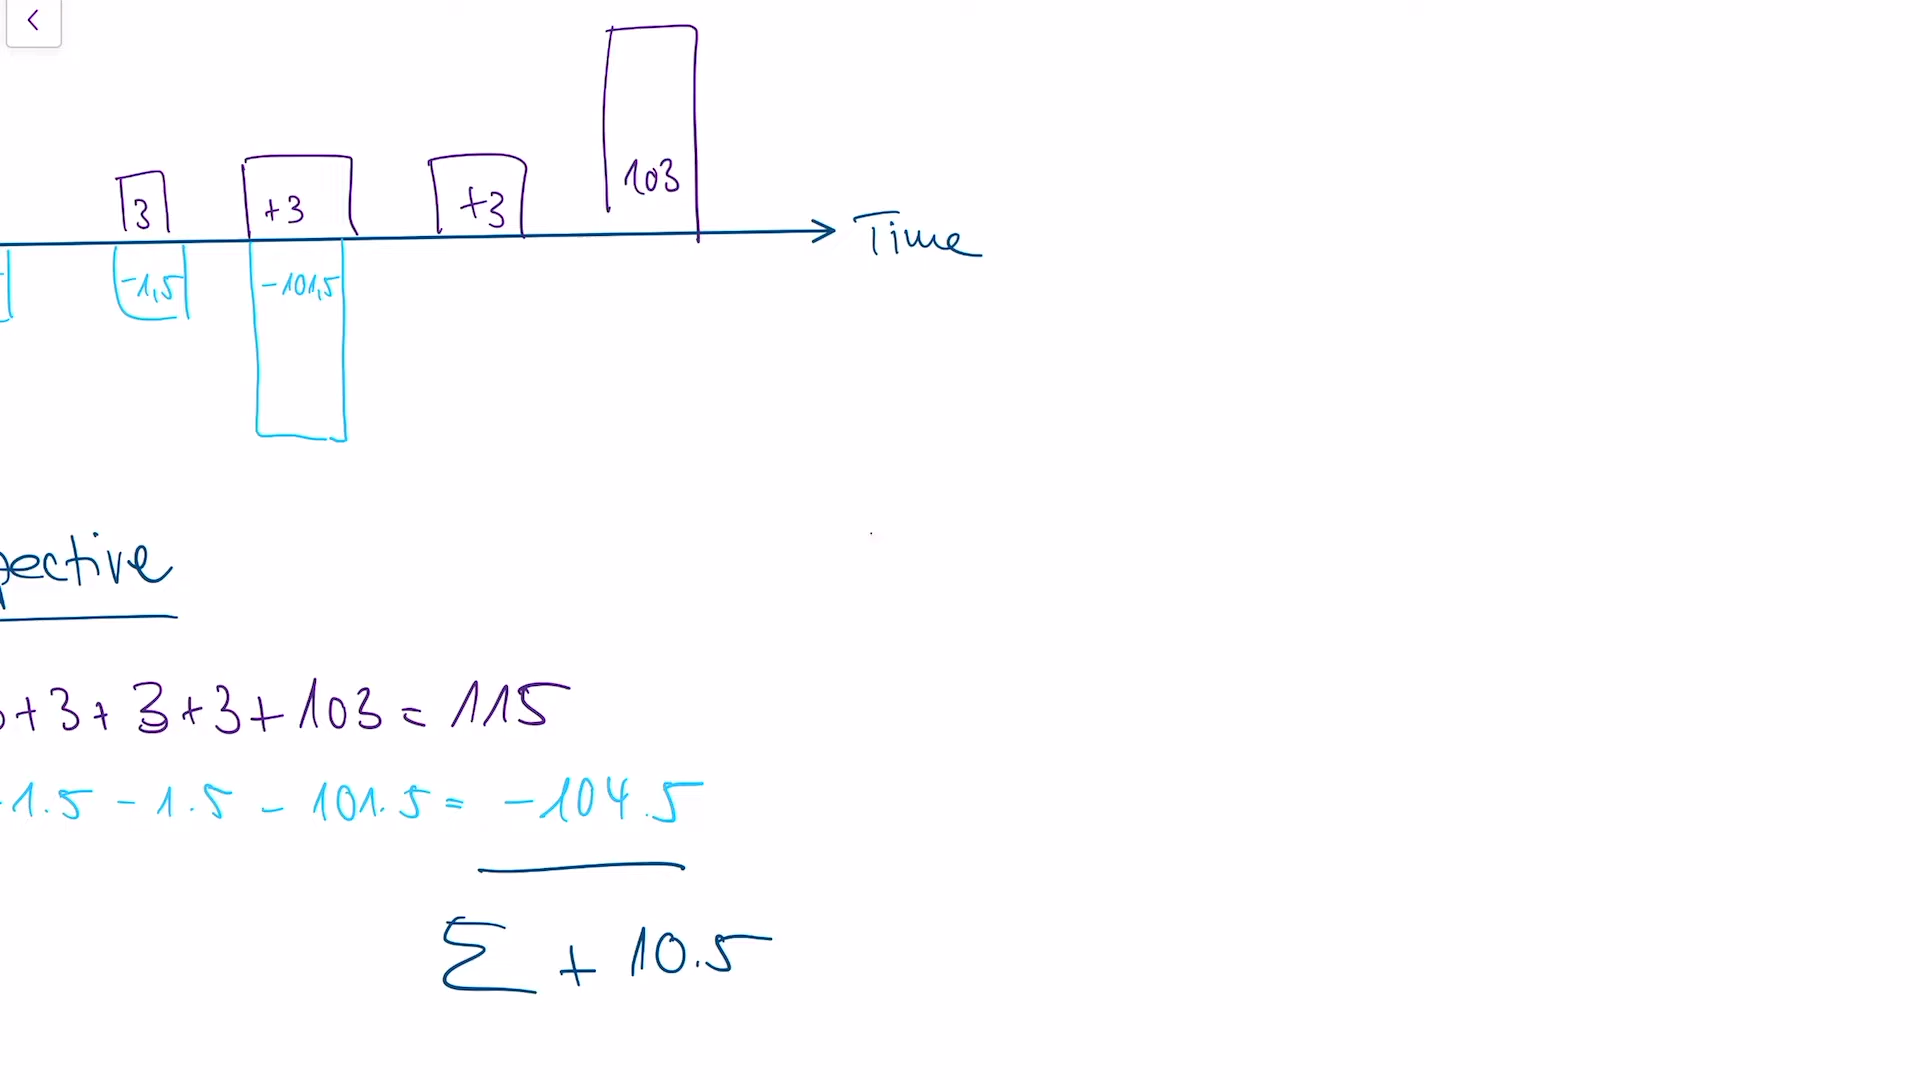 103
3 +3 +3
Time
-1,5 -101,5
pective
+3+3+3+103= 115
1.5 - 1.5 - 101.5= -104.5
Σ + 10.5